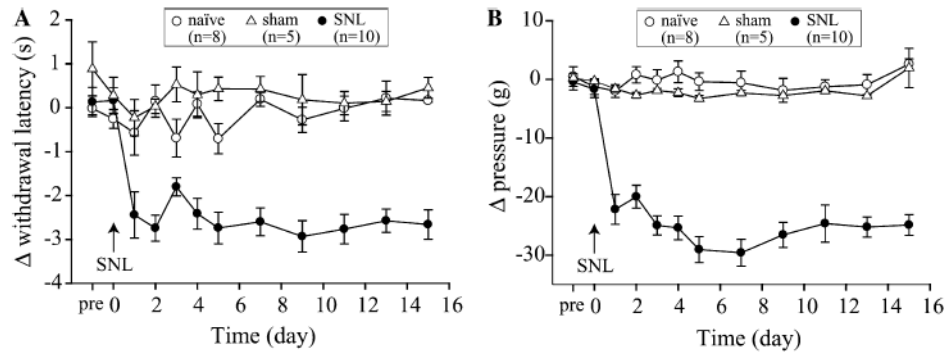 A
naïve
(n=8)
sham
(n=5)
SNL
(n=10)
Δ withdrawal latency (s)
2
1
0
-1
-2
-3
-4
SNL
pre 0 2 4 6 8 10 12 14 16
Time (day)
B
naïve
(n=8)
sham
(n=5)
SNL
(n=10)
Δ pressure (g)
10
0
-10
-20
-30
SNL
pre 0 2 4 6 8 10 12 14 16
Time (day)